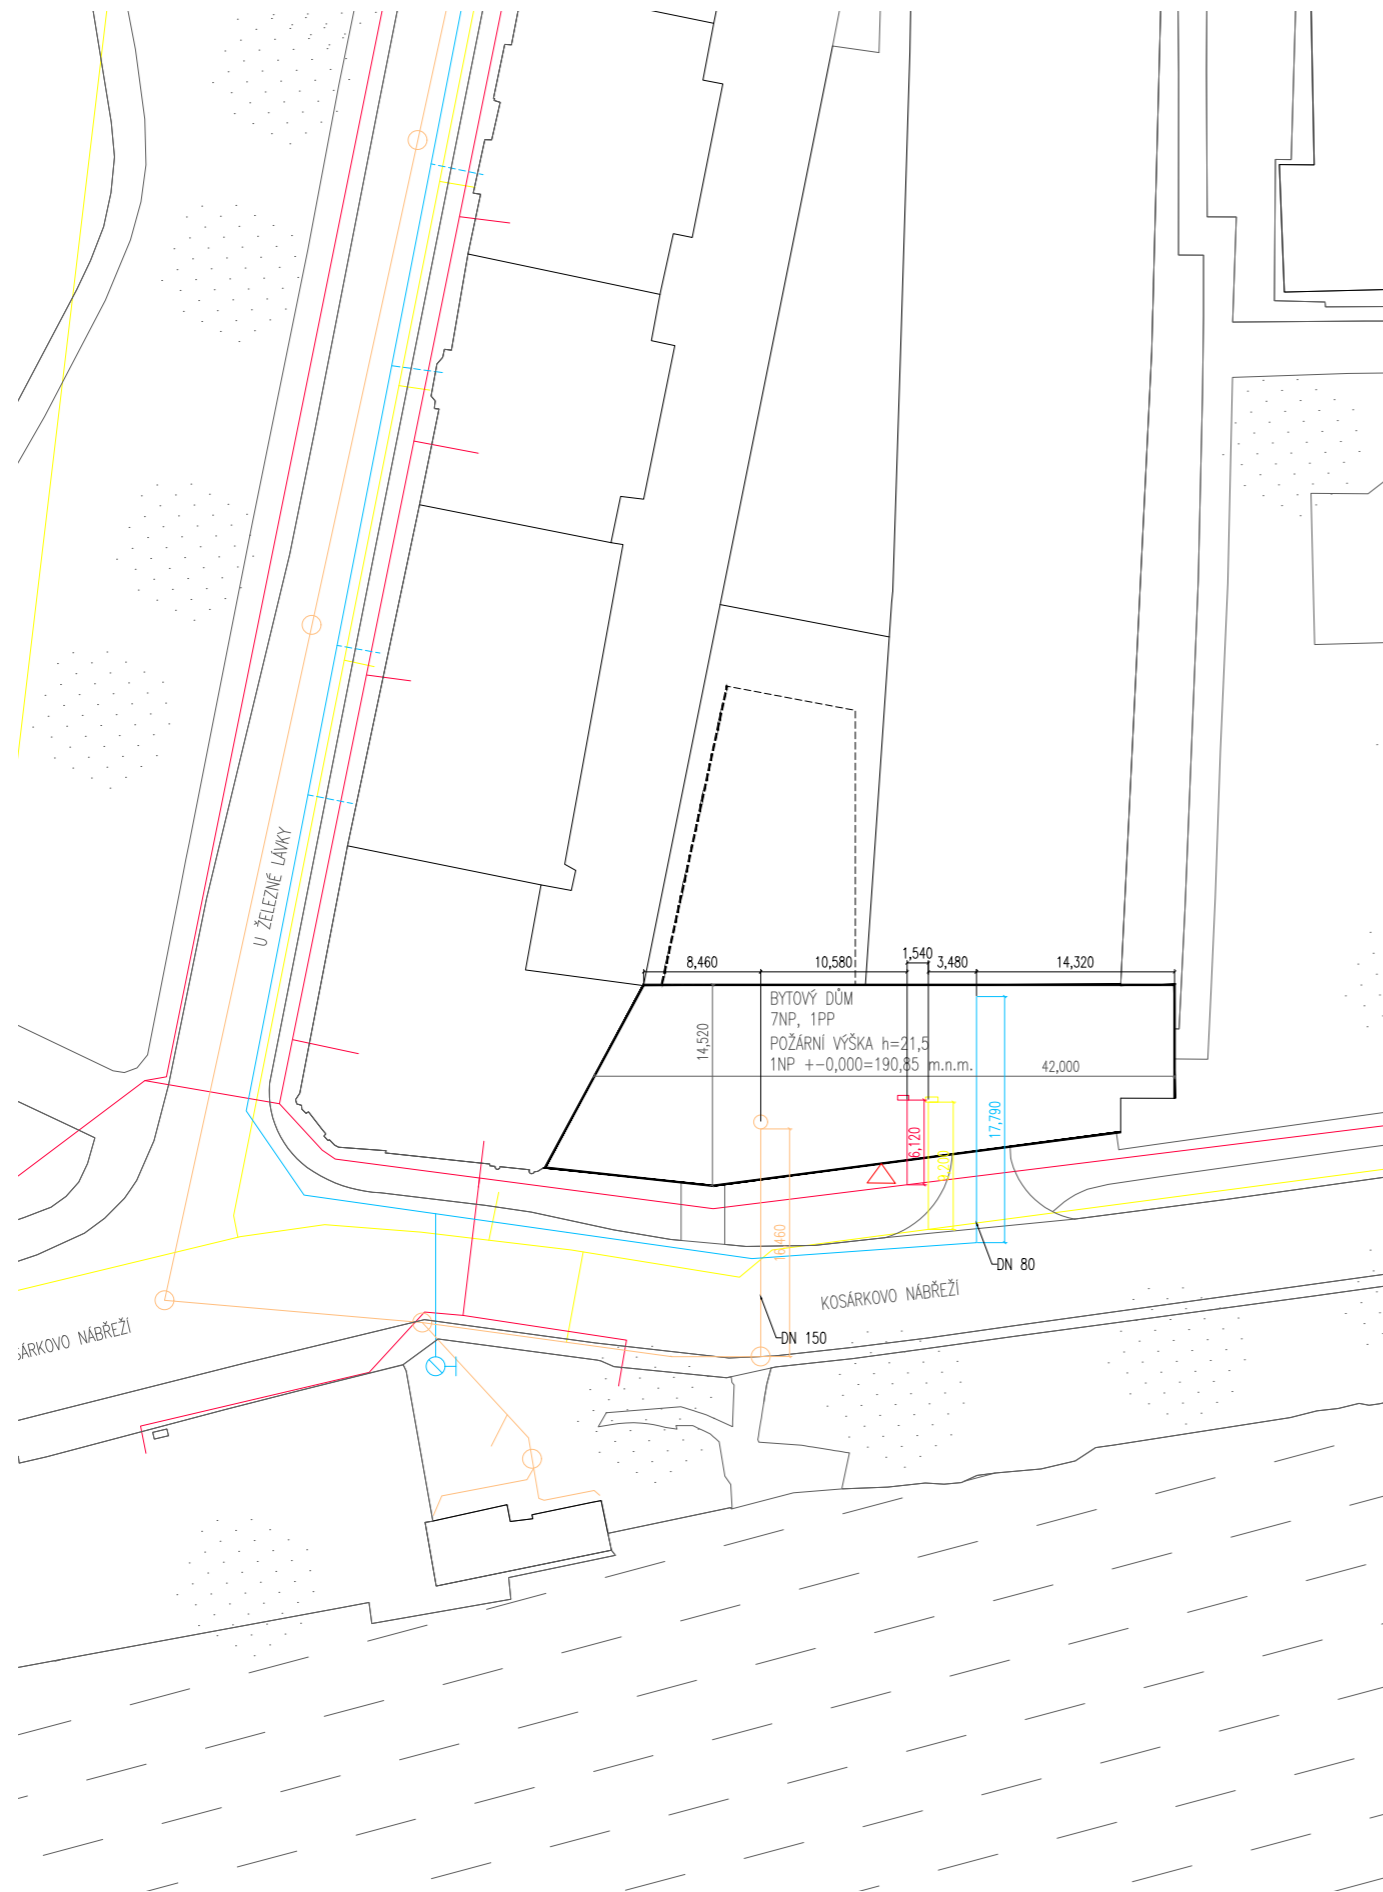 U ŽELEZNÉ LÁVKY
1,540
8,460
10,580
3,480
14,320
BYTOVÝ DŮM
7NP, 1PP
POŽÁRNÍ VÝŠKA h=21,5
1NP +-0,000=190,85 m.n.m.
14,520
42,000
6,120
17,790
16,460
DN 80
KOSÁRKOVO NÁBŘEŽÍ
NÁBŘEŽÍ
DN 150